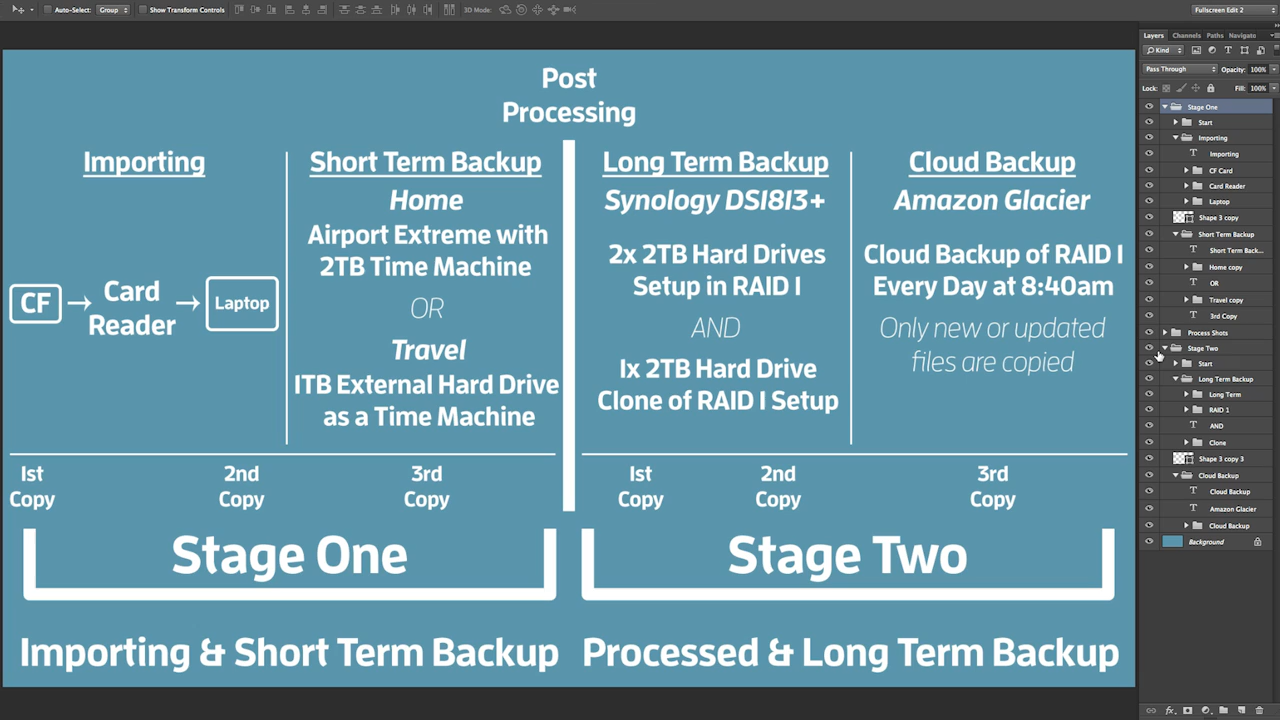 Auto-Select:
Group
Show Transform Controls
3D Mode:
Fullscreen Edit 2
Post
Processing
Importing
CF → Card
Reader → Laptop
Short Term Backup
Home
Airport Extreme with
2TB Time Machine
OR
Travel
1TB External Hard Drive
as a Time Machine
Long Term Backup
Synology DS1813+
2x 2TB Hard Drives
Setup in RAID 1
AND
1x 2TB Hard Drive
Clone of RAID 1 Setup
Cloud Backup
Amazon Glacier
Cloud Backup of RAID 1
Every Day at 8:40am
Only new or updated
files are copied
1st
Copy
2nd
Copy
3rd
Copy
1st
Copy
2nd
Copy
3rd
Copy
Stage One
Stage Two
Importing & Short Term Backup
Processed & Long Term Backup
Layers Channels Paths Navigate
Kind
Pass Through Opacity: 100%
Lock: Fill: 100%
Stage One
Start
Importing
Importing
CF Card
Card Reader
Laptop
Shape 3 copy
Short Term Backup
Short Term Back...
Home copy
OR
Travel copy
3rd Copy
Process Shots
Stage Two
Start
Long Term Backup
Long Term
RAID 1
AND
Clone
Shape 3 copy 3
Cloud Backup
Cloud Backup
Amazon Glacier
Cloud Backup
Background